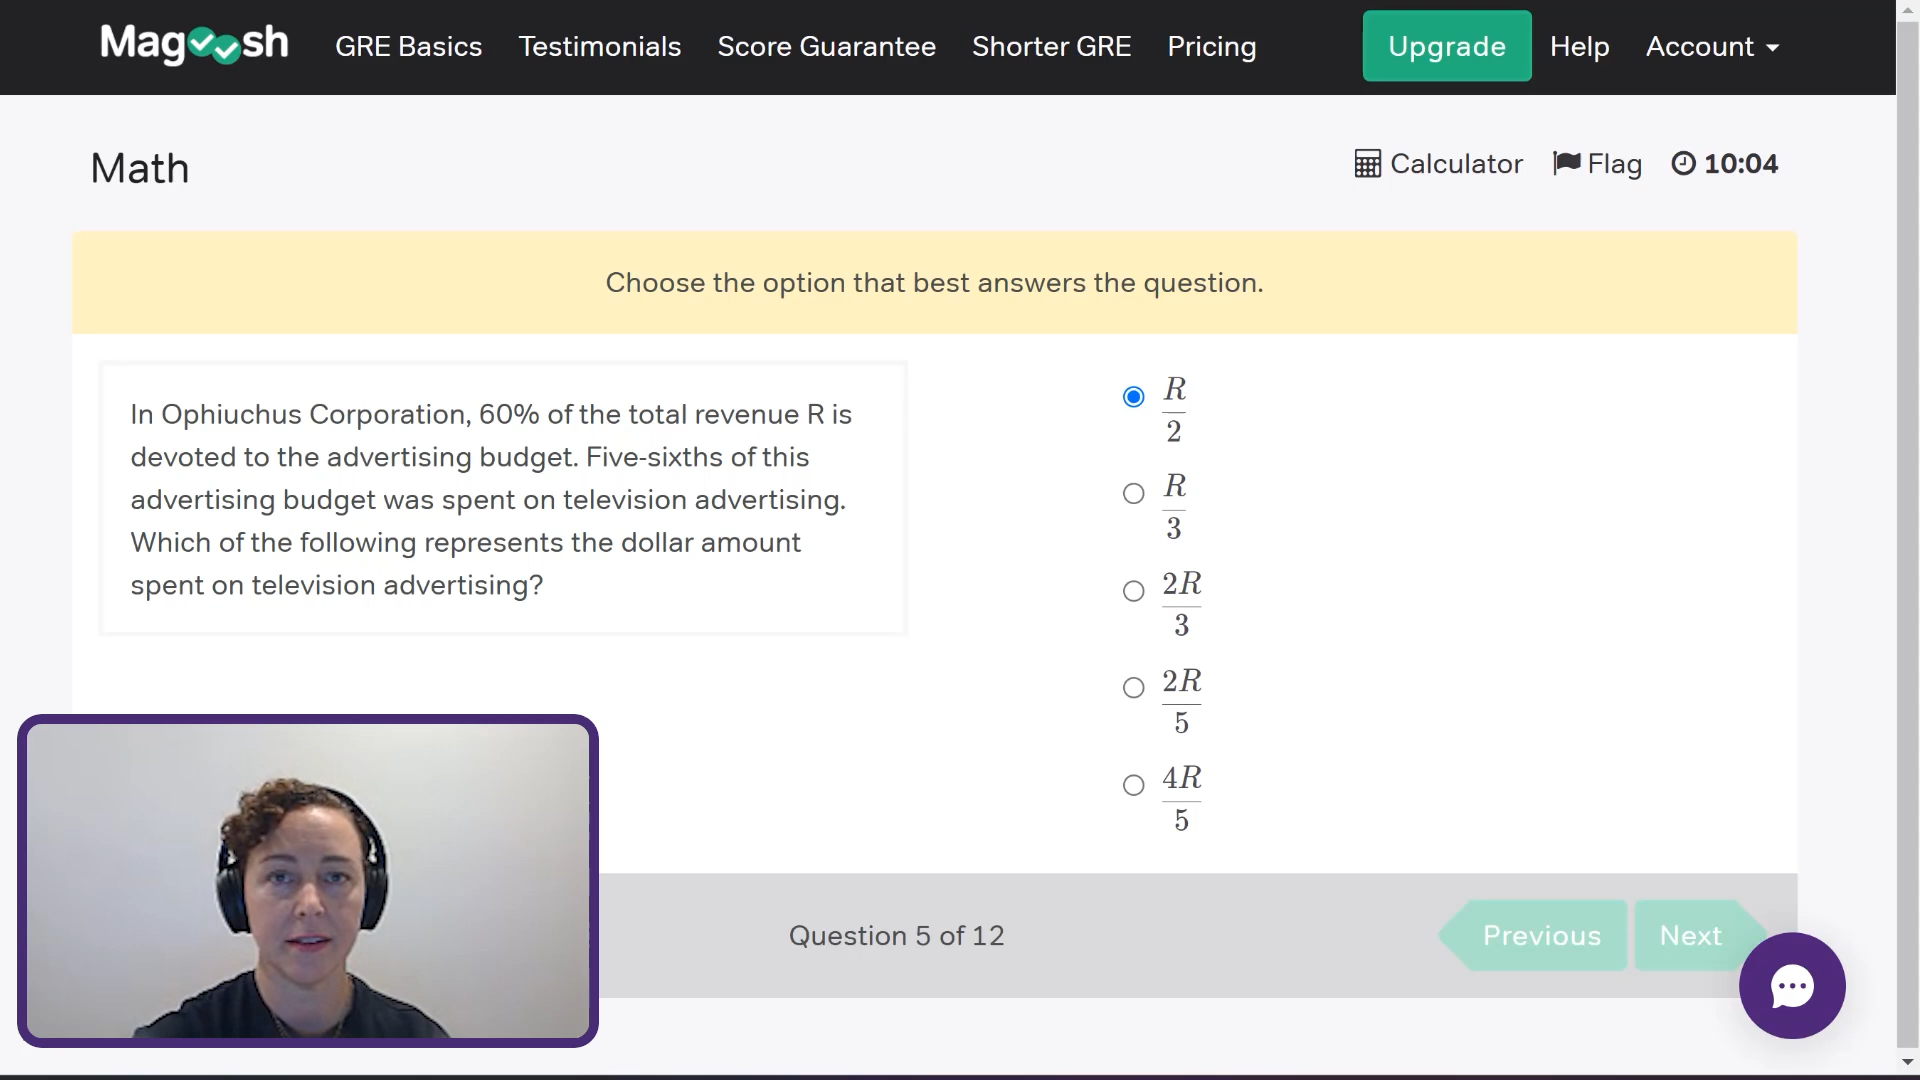 Magoosh GRE Basics Testimonials Score Guarantee Shorter GRE Pricing Upgrade Help Account
Math
Calculator Flag 10:04
Choose the option that best answers the question.
In Ophiuchus Corporation, 60% of the total revenue R is
devoted to the advertising budget. Five-sixths of this
advertising budget was spent on television advertising.
Which of the following represents the dollar amount
spent on television advertising?
R
2
R
3
2R
3
2R
5
4R
5
Question 5 of 12
Previous Next